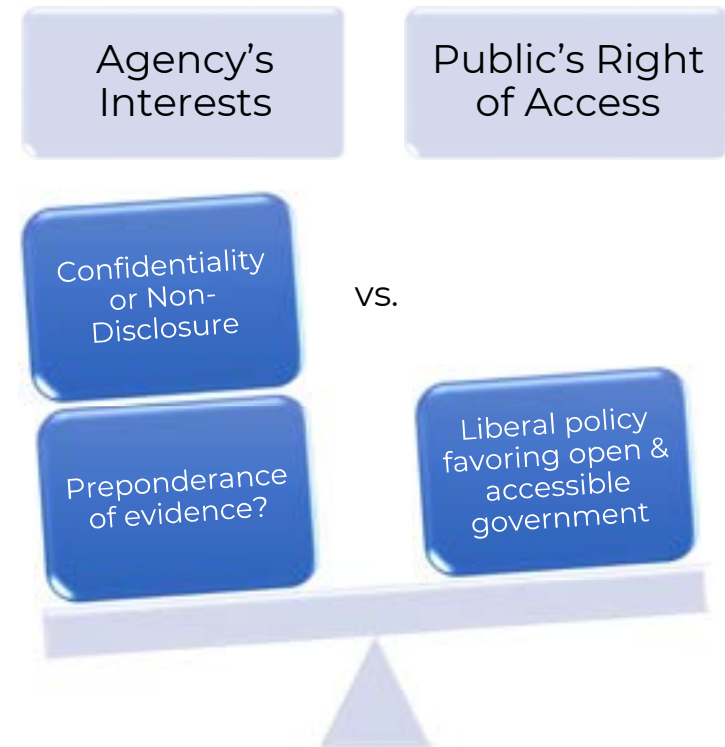 Agency’s
Interests
Public’s Right
of Access
Confidentiality
or Non-
Disclosure
vs.
Preponderance
of evidence?
Liberal policy
favoring open &
accessible
government